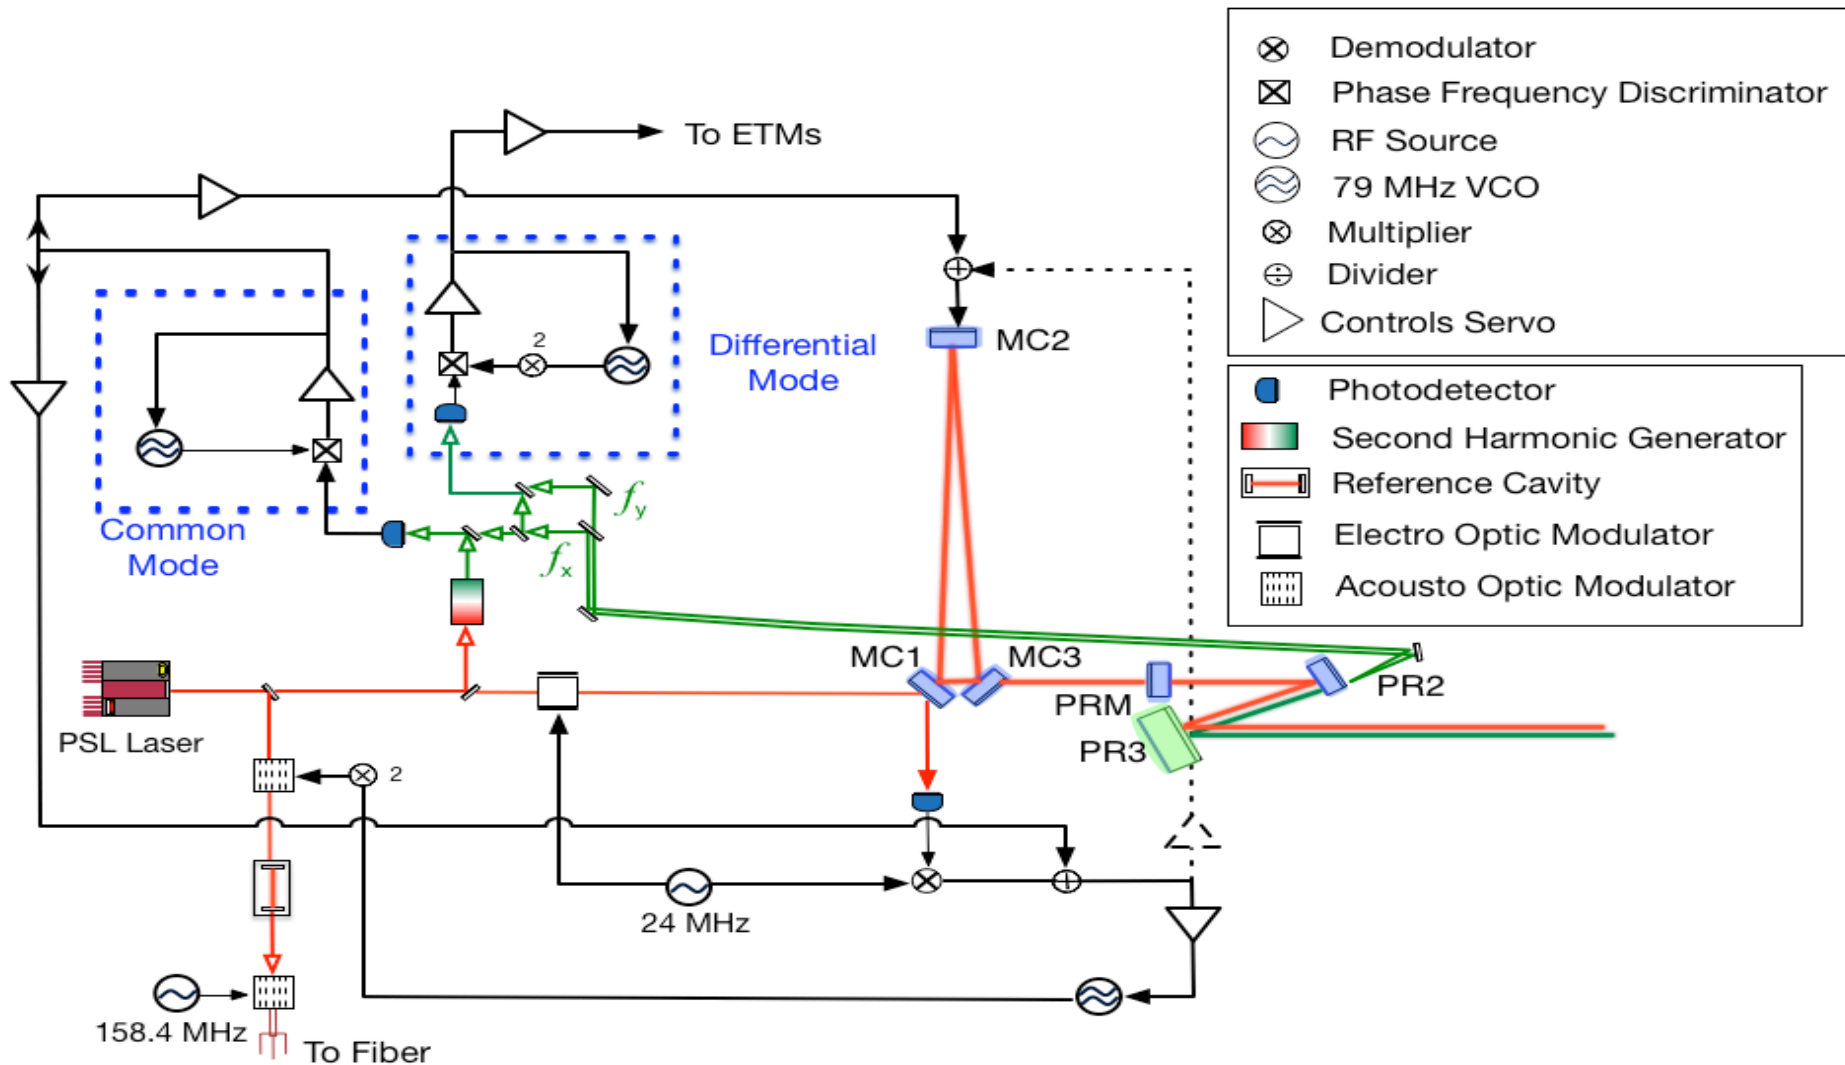 To ETMs
2
Differential
Mode
MC2
Common
Mode
fy
fx
MC1
MC3
PRM
PR2
PR3
PSL Laser
2
24 MHz
158.4 MHz
To Fiber
Demodulator
Phase Frequency Discriminator
RF Source
79 MHz VCO
Multiplier
Divider
Controls Servo
Photodetector
Second Harmonic Generator
Reference Cavity
Electro Optic Modulator
Acousto Optic Modulator